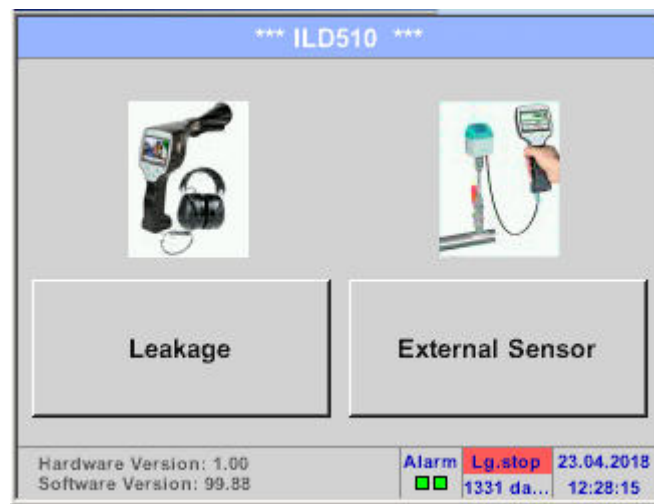 *** ILD510 ***
Leakage
External Sensor
Hardware Version: 1.00
Software Version: 99.88
Alarm
Lg.stop
1331 da...
23.04.2018
12:28:15